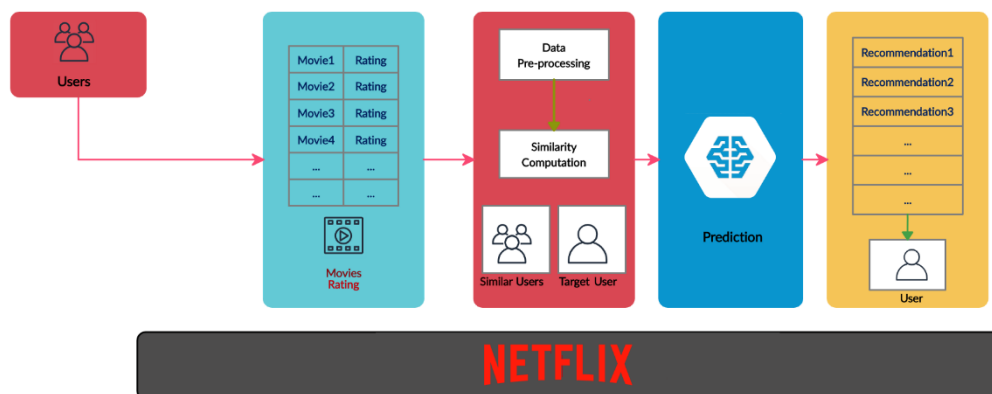 Users
Movie1 Rating
Movie2 Rating
Movie3 Rating
Movie4 Rating
... ...
... ...
Movies
Rating
Data
Pre-processing
Similarity
Computation
Similar Users Target User
Prediction
Recommendation1
Recommendation2
Recommendation3
...
...
...
User
NETFLIX